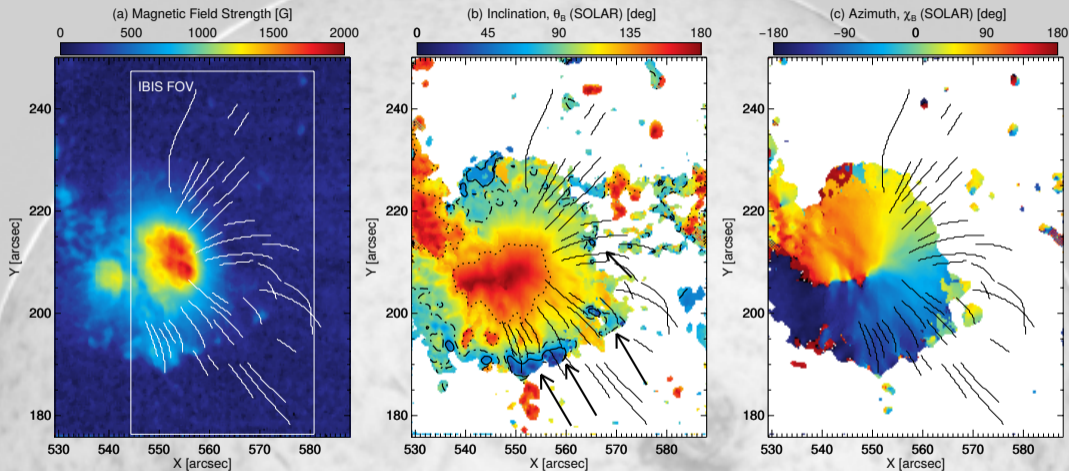 (a) Magnetic Field Strength [G]
0 500 1000 1500 2000
IBIS FOV
240
220
200
180
Y [arcsec]
530 540 550 560 570 580
X [arcsec]
(b) Inclination, θB (SOLAR) [deg]
0 45 90 135 180
240
220
200
180
Y [arcsec]
530 540 550 560 570 580
X [arcsec]
(c) Azimuth, χB (SOLAR) [deg]
−180 −90 0 90 180
240
220
200
180
Y [arcsec]
530 540 550 560 570 580
X [arcsec]